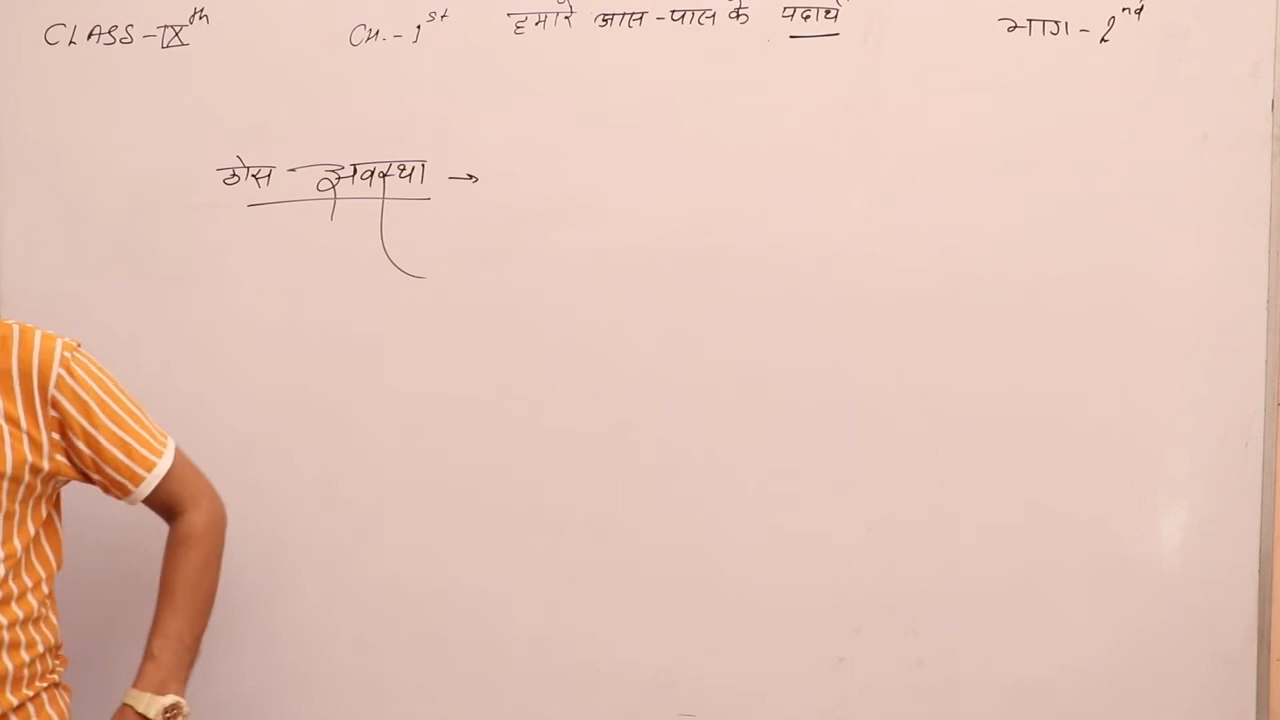 CLASS-IXth CH.-1st हमारे आस-पास के पदार्थ भाग-2nd
ठोस अवस्था →